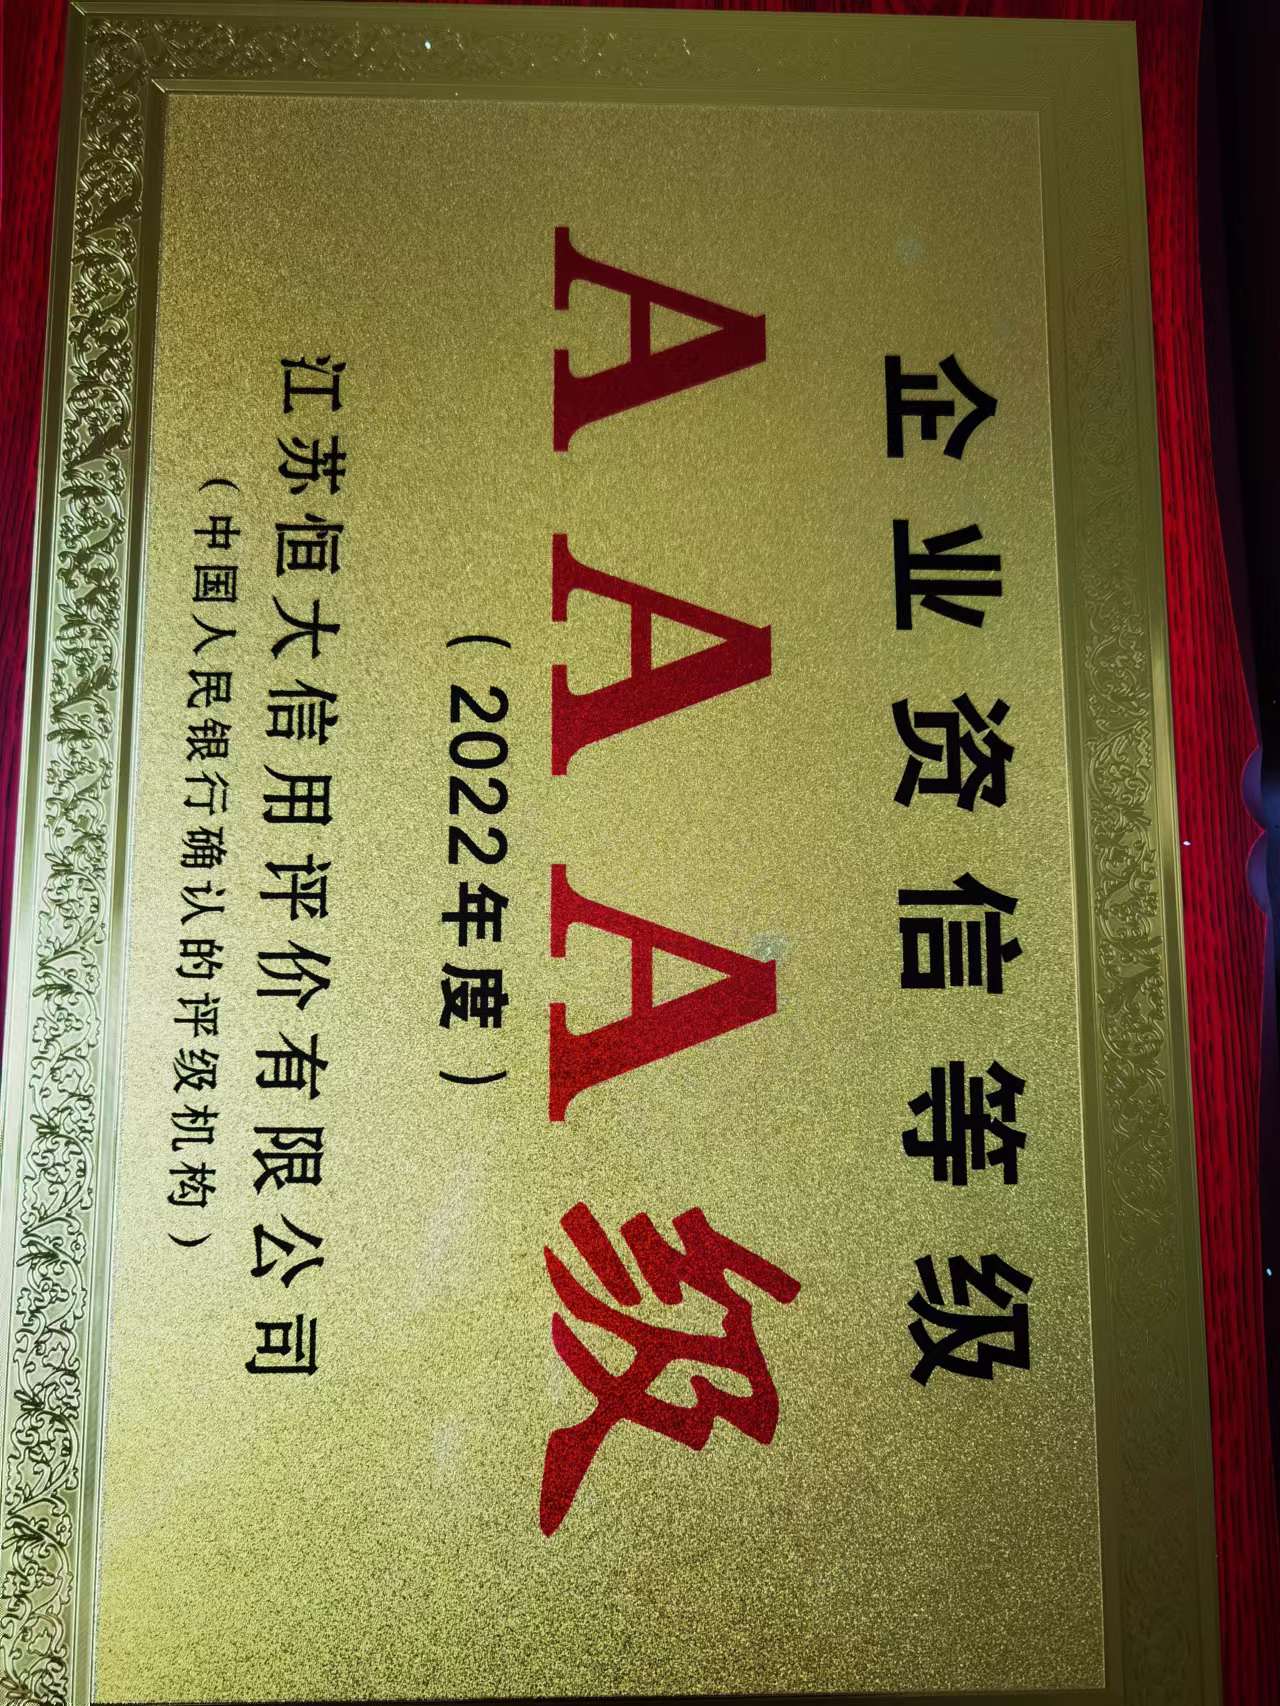 企业资信等级
AAA级
（2022年度）
江苏恒大信用评价有限公司
（中国人民银行确认的评级机构）